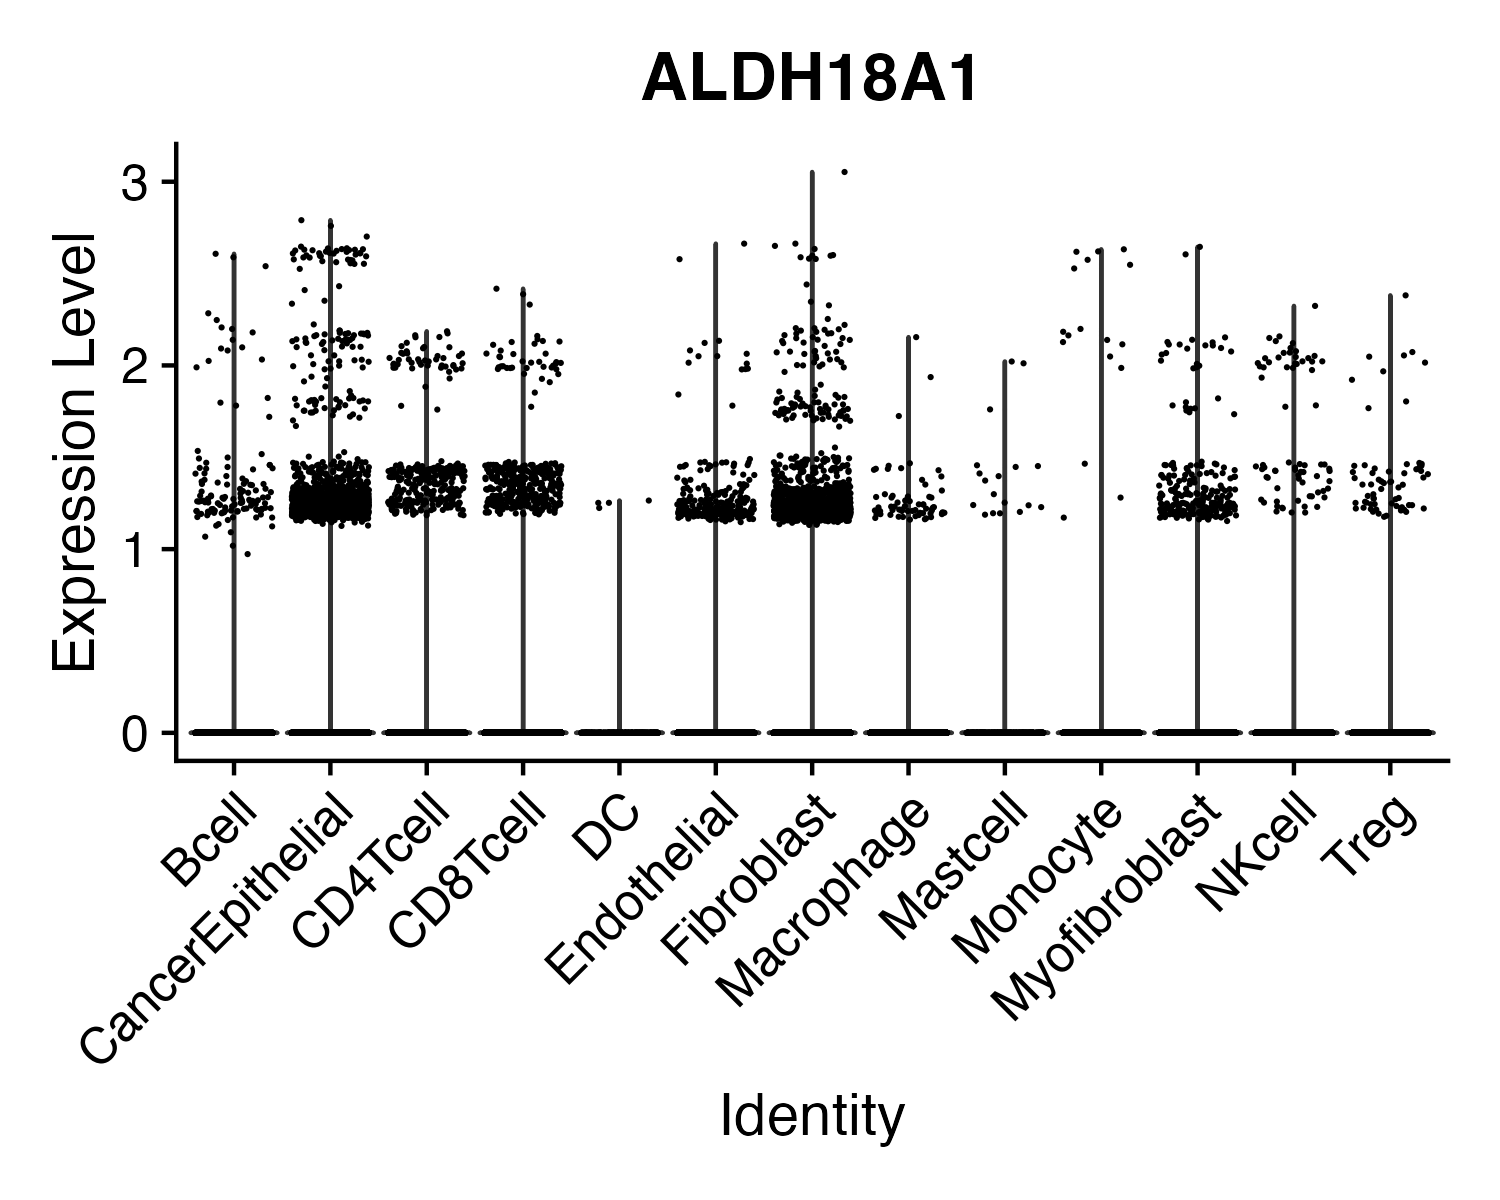 ALDH18A1
Expression Level
3
2
1
0
Bcell
CancerEpithelial
CD4Tcell
CD8Tcell
DC
Endothelial
Fibroblast
Macrophage
Mastcell
Monocyte
Myofibroblast
NKcell
Treg
Identity